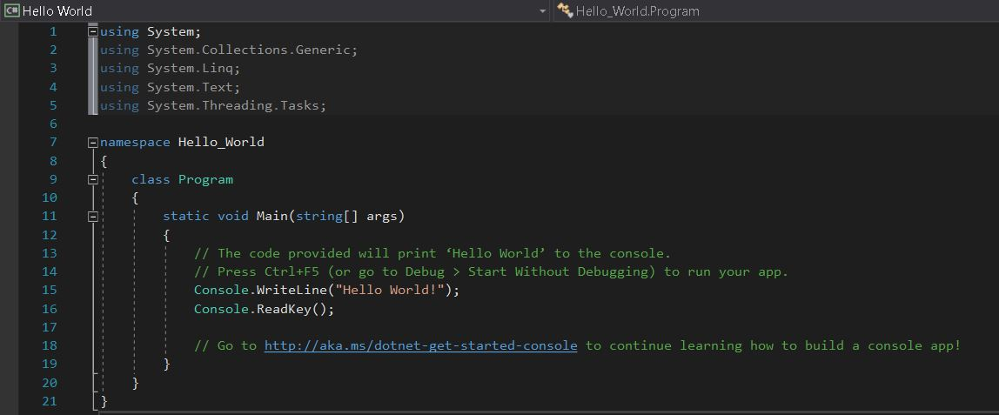 C# Hello World Hello_World.Program
1 using System;
2 using System.Collections.Generic;
3 using System.Linq;
4 using System.Text;
5 using System.Threading.Tasks;
6
7 namespace Hello_World
8 {
9 class Program
10 {
11 static void Main(string[] args)
12 {
13 // The code provided will print ‘Hello World’ to the console.
14 // Press Ctrl+F5 (or go to Debug > Start Without Debugging) to run your app.
15 Console.WriteLine("Hello World!");
16 Console.ReadKey();
17
18 // Go to http://aka.ms/dotnet-get-started-console to continue learning how to build a console app!
19 }
20 }
21 }